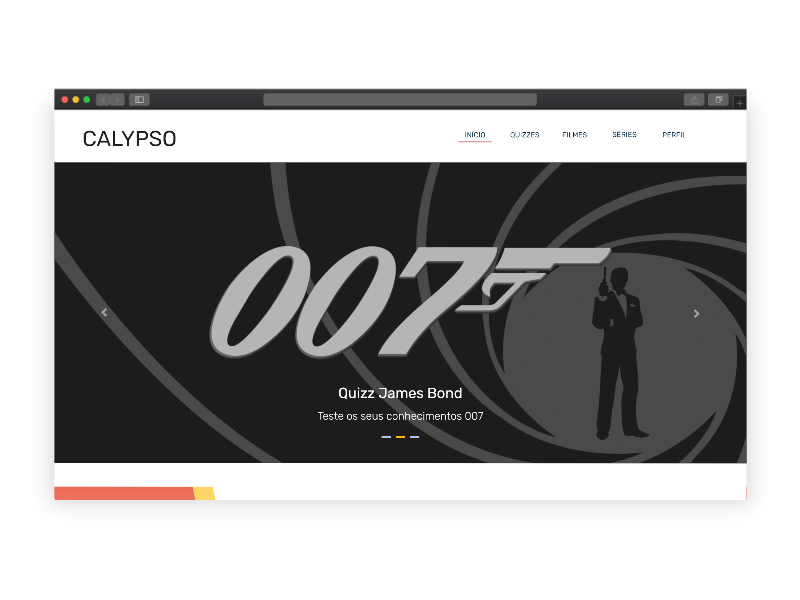 CALYPSO
INÍCIO QUIZZES FILMES SÉRIES PERFIL
007
Quizz James Bond
Teste os seus conhecimentos 007